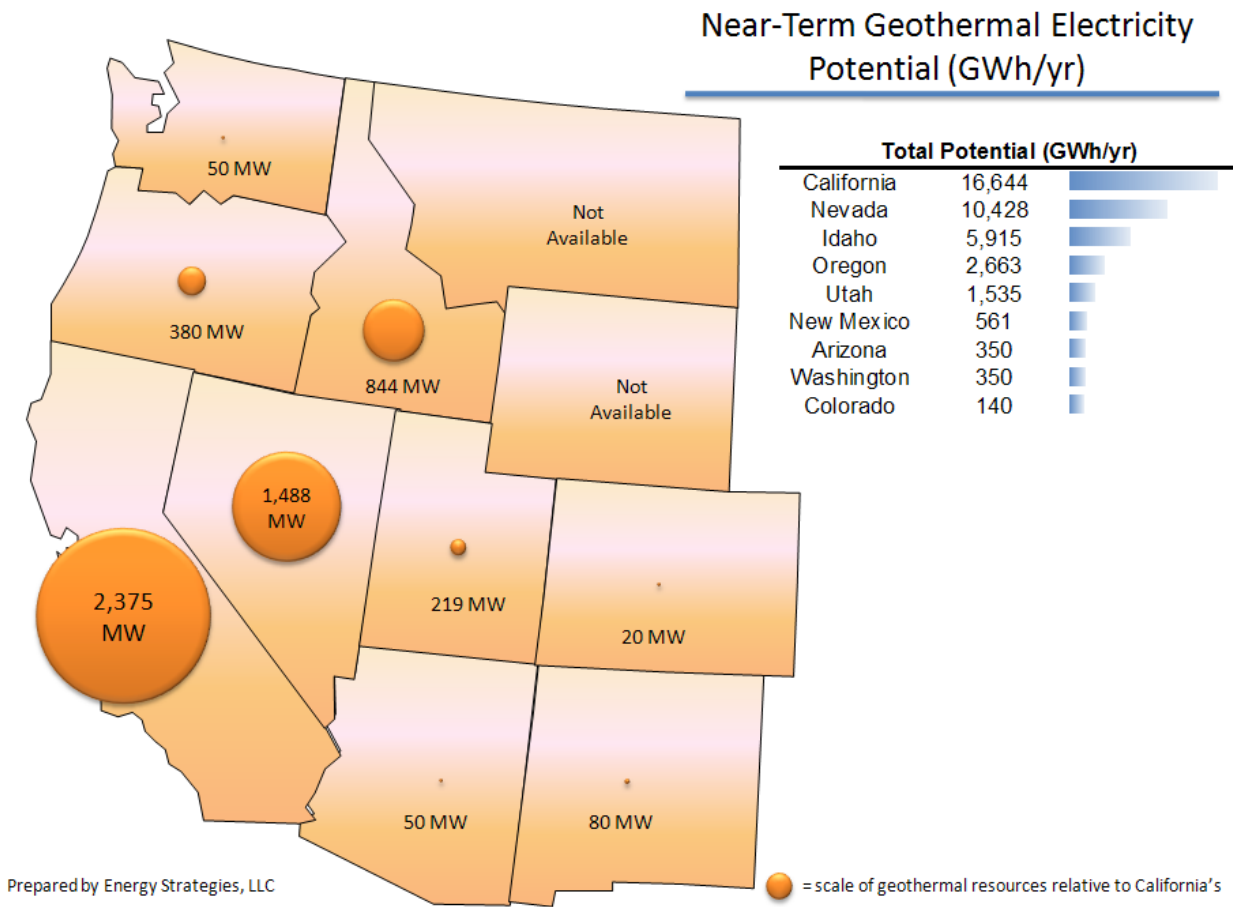 Near-Term Geothermal Electricity
Potential (GWh/yr)
Total Potential (GWh/yr)
California 16,644
Nevada 10,428
Idaho 5,915
Oregon 2,663
Utah 1,535
New Mexico 561
Arizona 350
Washington 350
Colorado 140
50 MW
Not
Available
380 MW
844 MW
Not
Available
1,488
MW
2,375
MW
219 MW
20 MW
50 MW
80 MW
Prepared by Energy Strategies, LLC
= scale of geothermal resources relative to California's